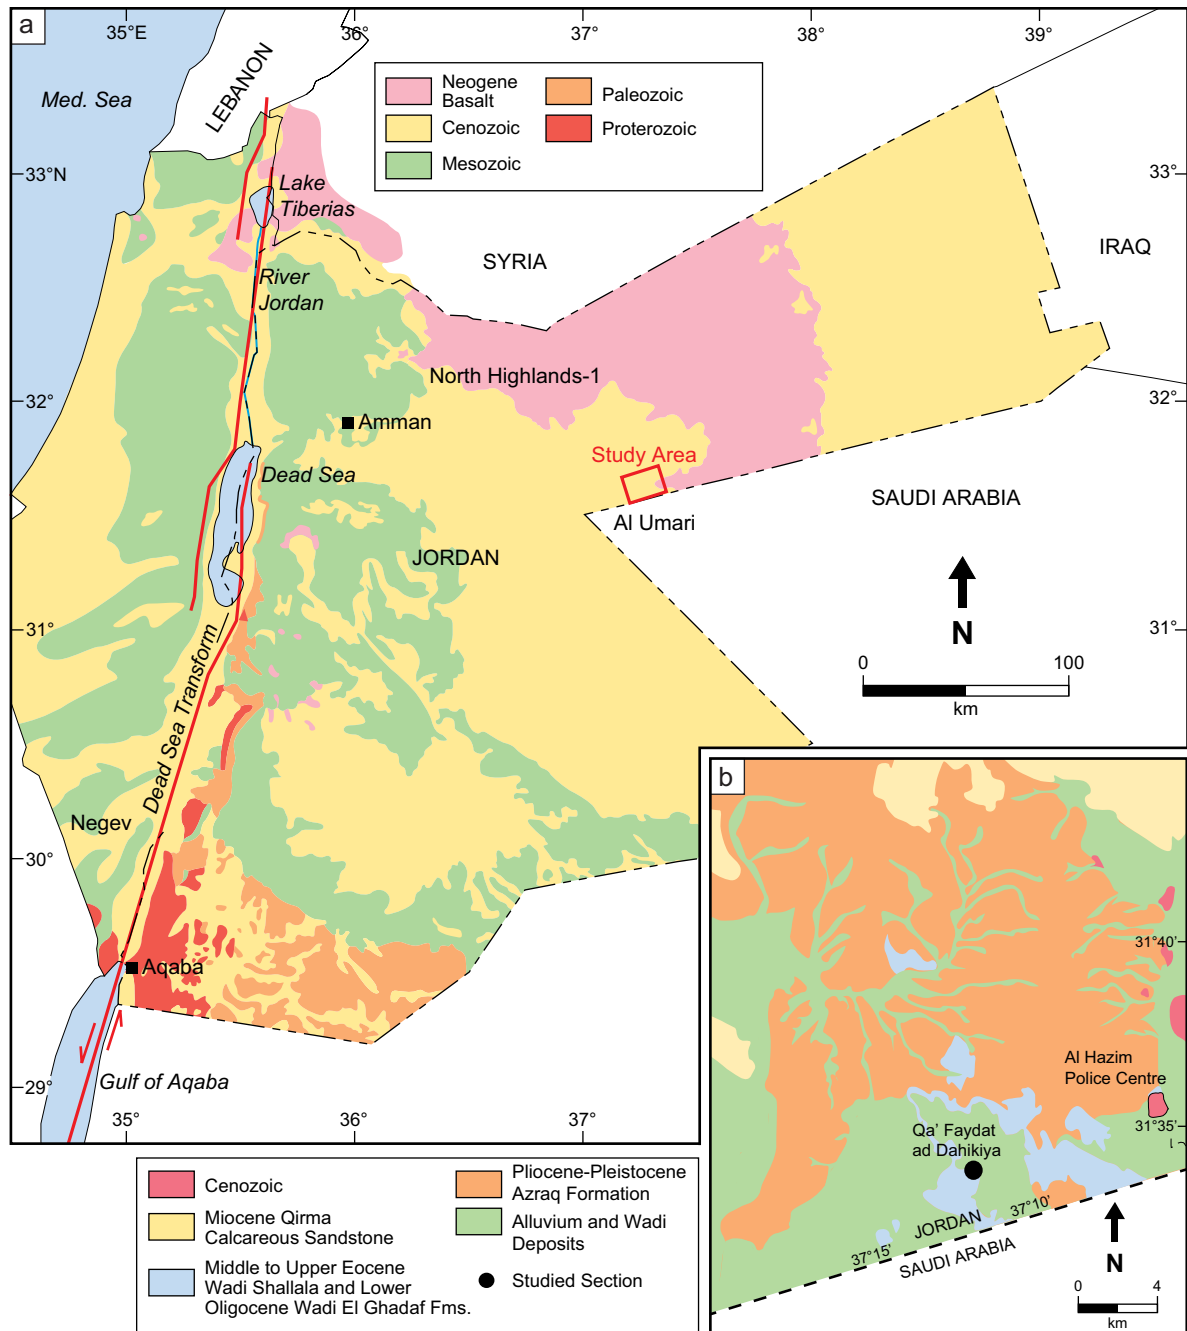 a
35°E
36°
37°
38°
39°
Med. Sea
LEBANON
Neogene
Basalt
Cenozoic
Mesozoic
Paleozoic
Proterozoic
33°N
33°
Lake
Tiberias
SYRIA
IRAQ
River
Jordan
North Highlands-1
32°
32°
Amman
Study Area
Dead Sea
SAUDI ARABIA
Al Umari
JORDAN
N
31°
31°
0
100
km
Dead Sea Transform
Negev
30°
Aqaba
Gulf of Aqaba
29°
35°
36°
37°
b
31°40'
Al Hazim
Police Centre
31°35'
Qa' Faydat
ad Dahikiya
37°10'
JORDAN
37°15'
SAUDI ARABIA
N
0
4
km
Cenozoic
Miocene Qirma
Calcareous Sandstone
Middle to Upper Eocene
Wadi Shallala and Lower
Oligocene Wadi El Ghadaf Fms.
Pliocene-Pleistocene
Azraq Formation
Alluvium and Wadi
Deposits
Studied Section